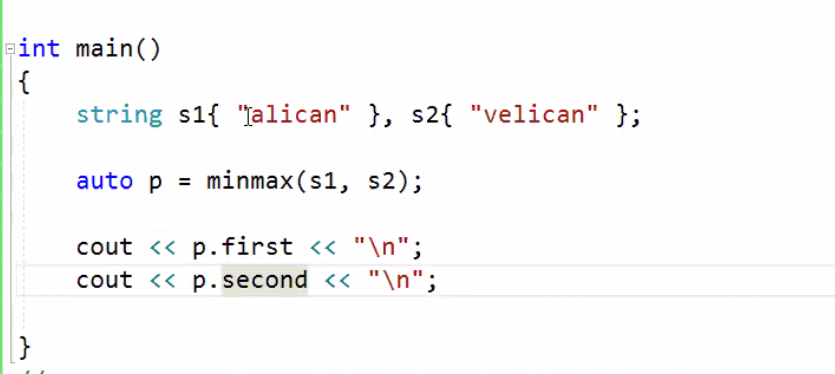 int main()
{
string s1{ "alican" }, s2{ "velican" };
auto p = minmax(s1, s2);
cout << p.first << "\n";
cout << p.second << "\n";
}